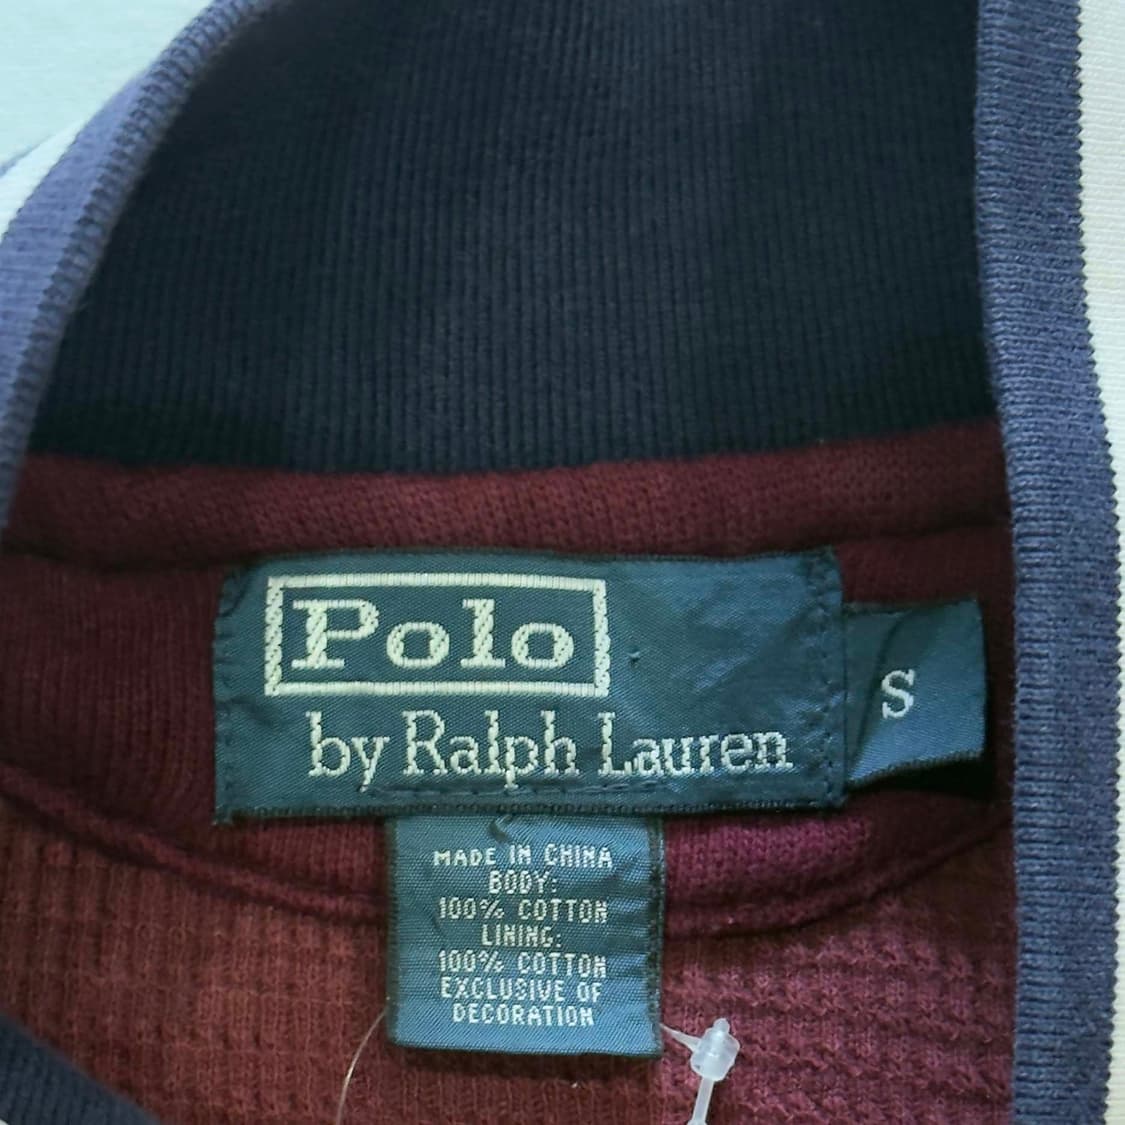 Polo
by Ralph Lauren
S
MADE IN CHINA
BODY:
100% COTTON
LINING:
100% COTTON
EXCLUSIVE OF
DECORATION